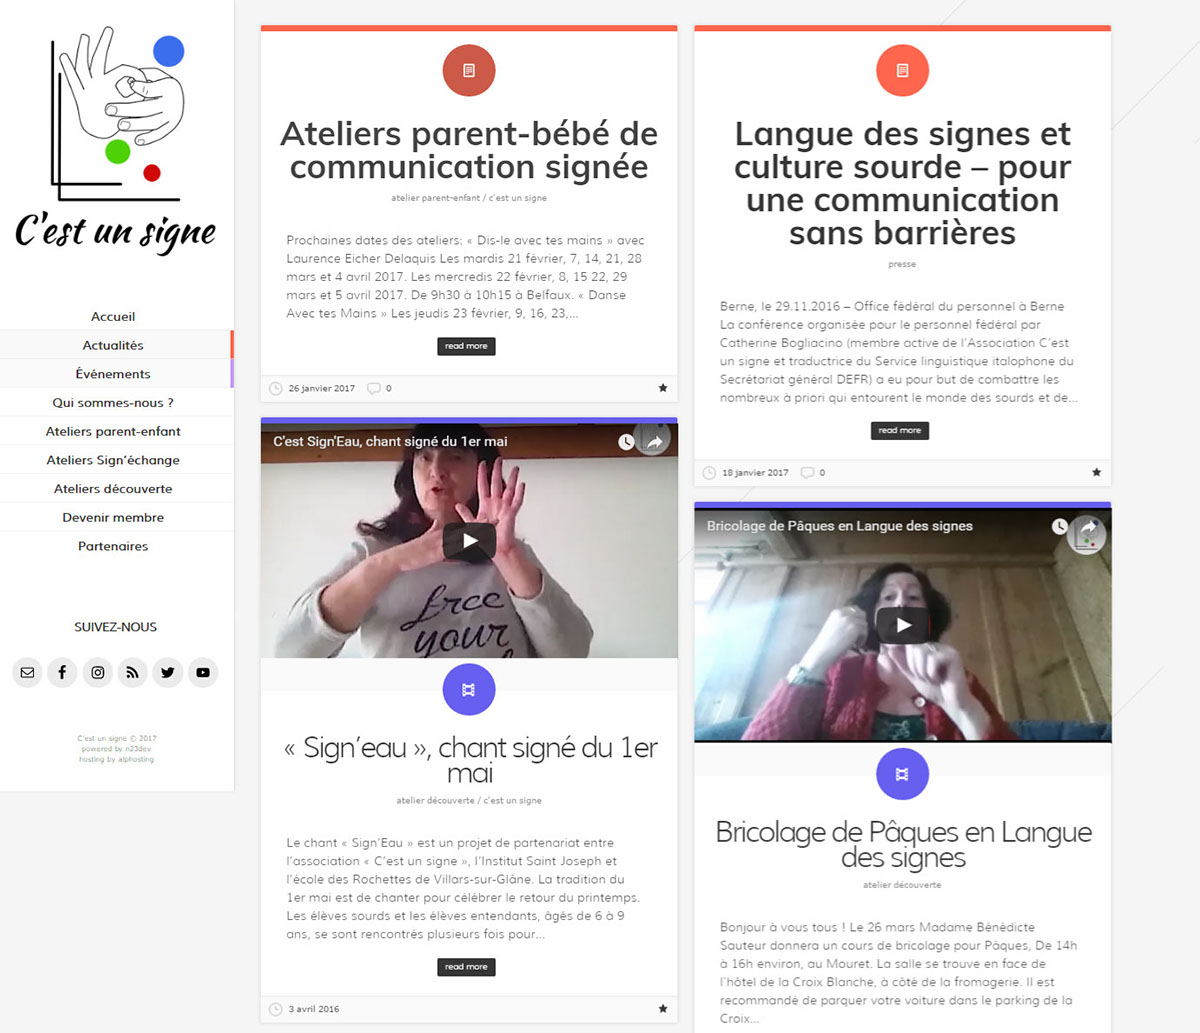 C'est un signe
Accueil
Actualités
Événements
Qui sommes-nous ?
Ateliers parent-enfant
Ateliers Sign'échange
Ateliers découverte
Devenir membre
Partenaires
SUIVEZ-NOUS
C'est un signe © 2017
powered by n23dev
hosting by alphosting
Ateliers parent-bébé de
communication signée
atelier parent-enfant / c'est un signe
Prochaines dates des ateliers: « Dis-le avec tes mains » avec
Laurence Eicher Delaquis Les mardis 21 février, 7, 14, 21, 28
mars et 4 avril 2017. Les mercredis 22 février, 8, 15 22, 29
mars et 5 avril 2017. De 9h30 à 10h15 à Belfaux. « Danse
Avec tes Mains » Les jeudis 23 février, 9, 16, 23,...
read more
26 janvier 2017 0
C'est Sign'Eau, chant signé du 1er mai
free
your
« Sign'eau », chant signé du 1er
mai
atelier découverte / c'est un signe
Le chant « Sign'Eau » est un projet de partenariat entre
l'association « C'est un signe », l'Institut Saint Joseph et
l'école des Rochettes de Villars-sur-Glâne. La tradition du
1er mai est de chanter pour célébrer le retour du printemps.
Les élèves sourds et les élèves entendants, âgés de 6 à 9
ans, se sont rencontrés plusieurs fois pour...
read more
3 avril 2016
Langue des signes et
culture sourde – pour
une communication
sans barrières
presse
Berne, le 29.11.2016 – Office fédéral du personnel à Berne
La conférence organisée pour le personnel fédéral par
Catherine Bogliacino (membre active de l'Association C'est
un signe et traductrice du Service linguistique italophone du
Secrétariat général DEFR) a eu pour but de combattre les
nombreux à priori qui entourent le monde des sourds et de...
read more
18 janvier 2017 0
Bricolage de Pâques en Langue des signes
Bricolage de Pâques en Langue
des signes
atelier découverte
Bonjour à vous tous ! Le 26 mars Madame Bénédicte
Sauteur donnera un cours de bricolage pour Pâques, De 14h
à 16h environ, au Mouret. La salle se trouve en face de
l'hôtel de la Croix Blanche, à côté de la fromagerie. Il est
recommandé de parquer votre voiture dans le parking de la
Croix...